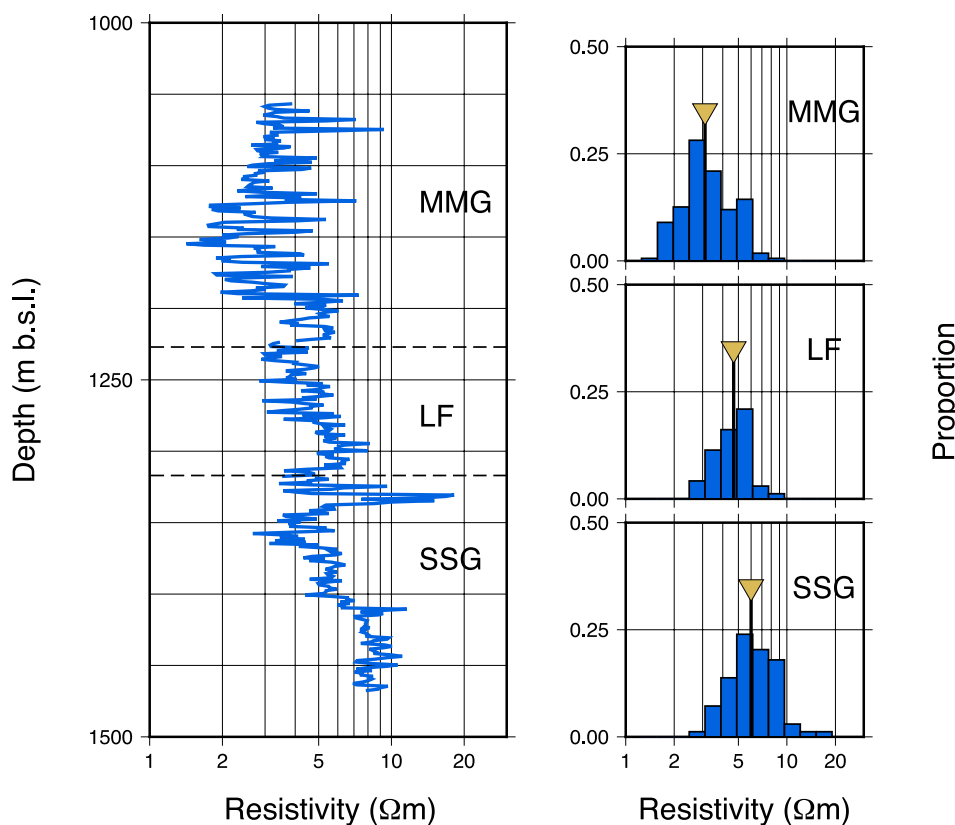 1000
1250
1500
Depth (m b.s.l.)
MMG
LF
SSG
1 2 5 10 20
Resistivity (Ωm)
0.50
0.25
0.00
MMG
0.50
0.25
0.00
LF
0.50
0.25
0.00
SSG
1 2 5 10 20
Resistivity (Ωm)
Proportion